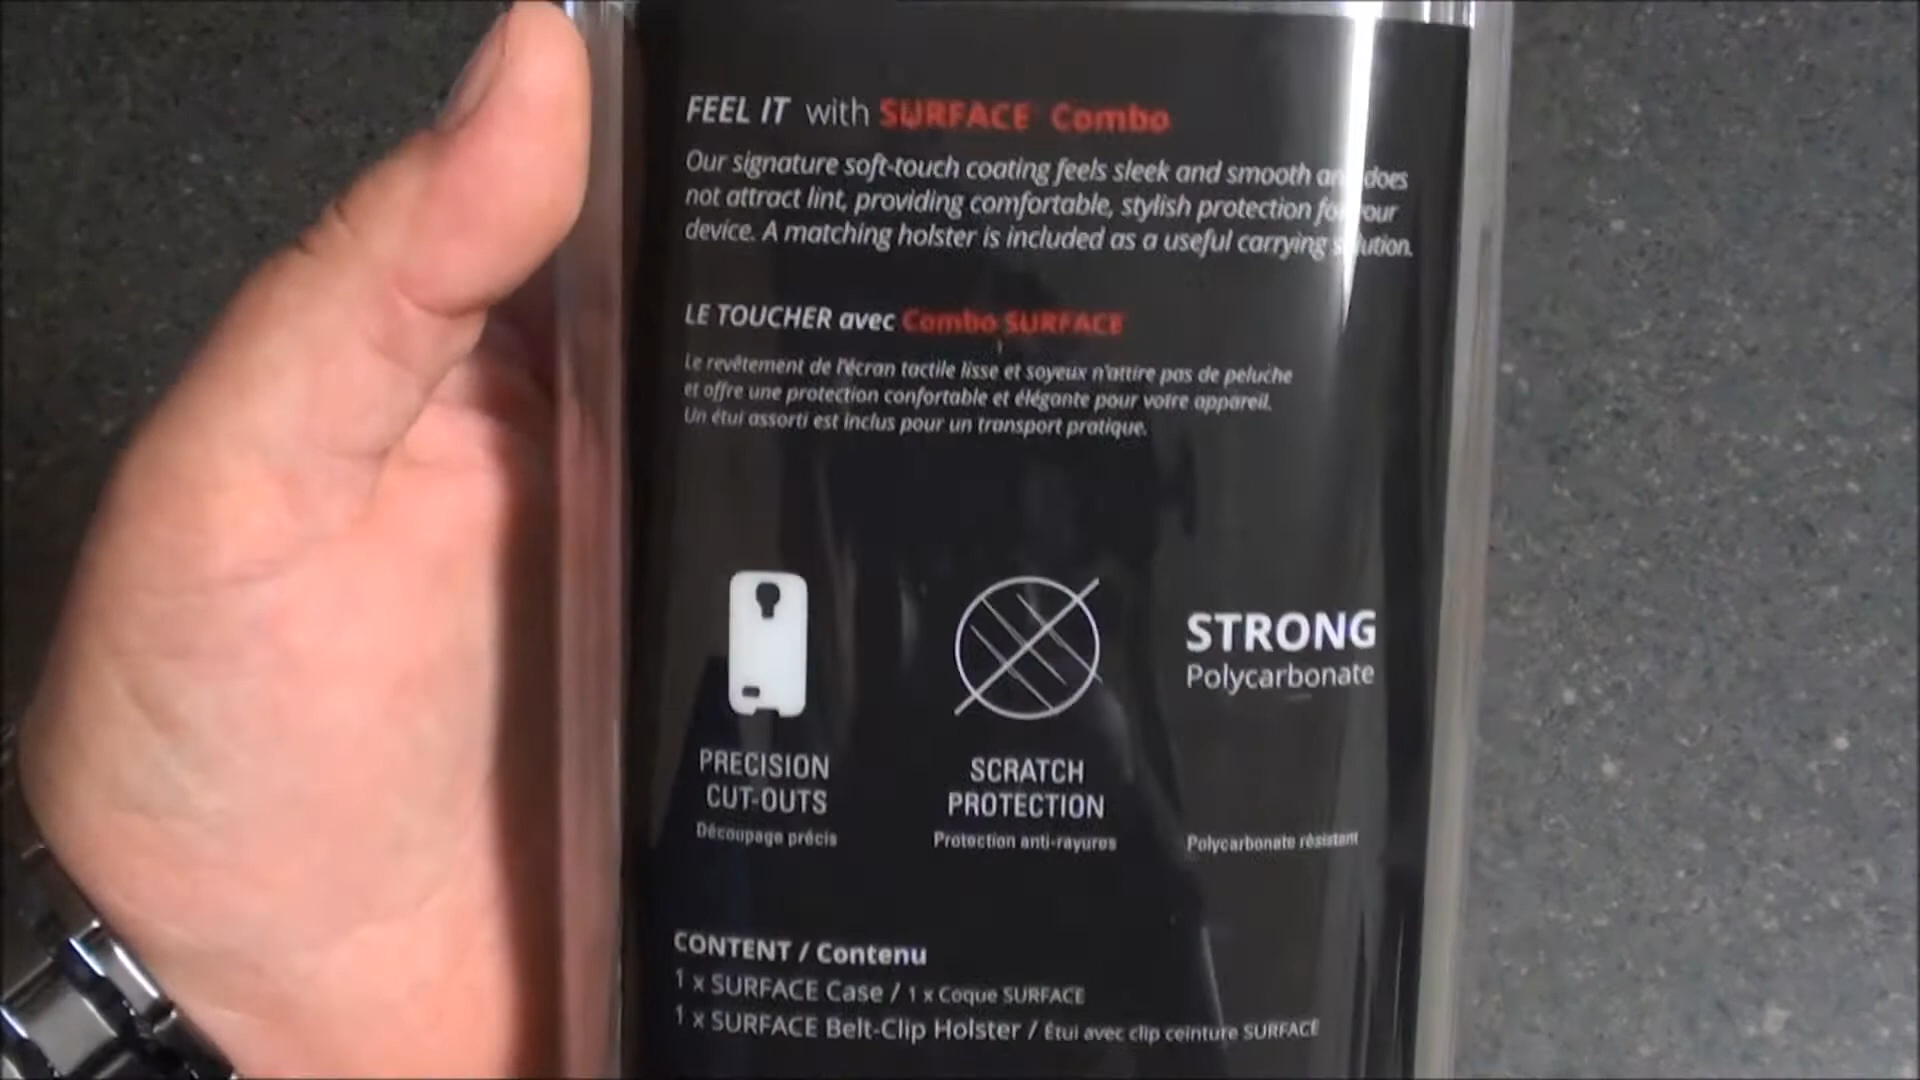 FEEL IT with SURFACE Combo
Our signature soft-touch coating feels sleek and smooth and does
not attract lint, providing comfortable, stylish protection for your
device. A matching holster is included as a useful carrying solution.
LE TOUCHER avec Combo SURFACE
Le revêtement de l'écran tactile lisse et soyeux n'attire pas de peluche
et offre une protection confortable et élégante pour votre appareil.
Un étui assorti est inclus pour un transport pratique.
STRONG
Polycarbonate
PRECISION
CUT-OUTS
Découpage précis
SCRATCH
PROTECTION
Protection anti-rayures
Polycarbonate résistant
CONTENT / Contenu
1 x SURFACE Case / 1 x Coque SURFACE
1 x SURFACE Belt-Clip Holster / Étui avec clip ceinture SURFACE